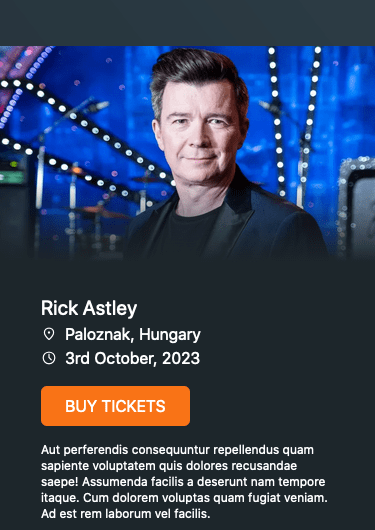 Rick Astley
Paloznak, Hungary
3rd October, 2023
BUY TICKETS
Aut perferendis consequuntur repellendus quam
sapiente voluptatem quis dolores recusandae
saepe! Assumenda facilis a deserunt nam tempore
itaque. Cum dolorem voluptas quam fugiat veniam.
Ad est rem laborum vel facilis.